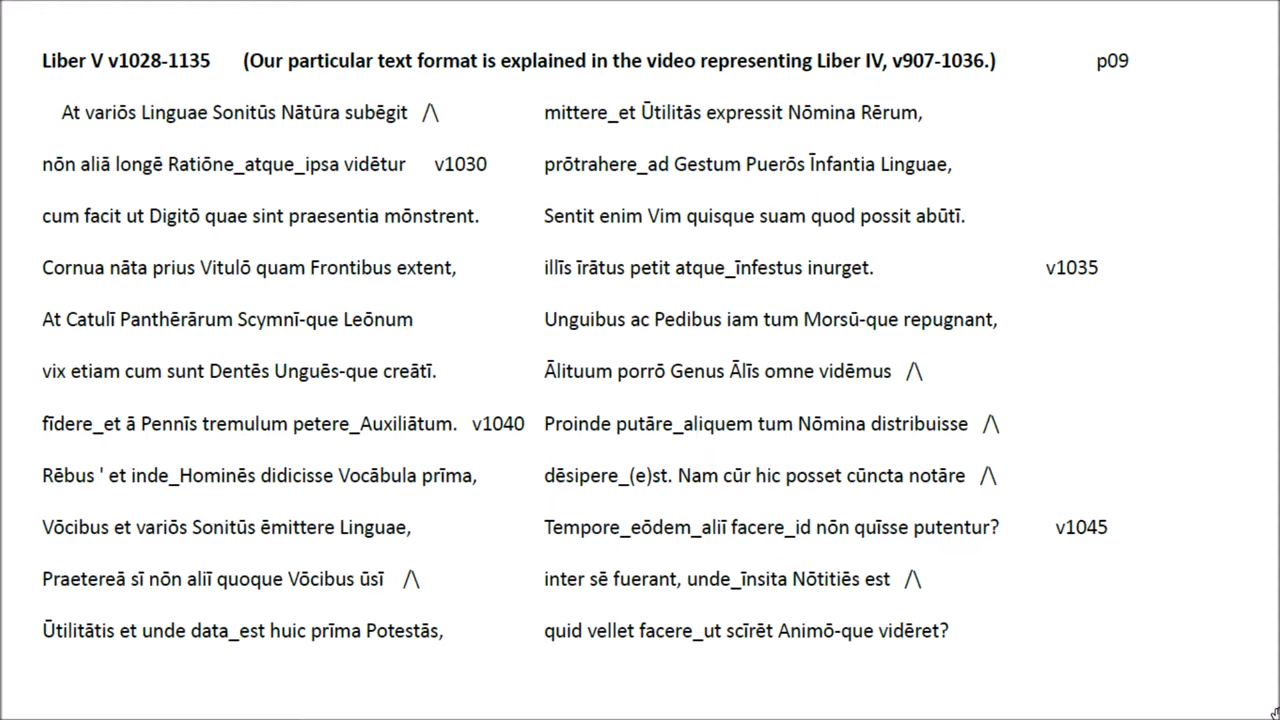 Liber V v1028-1135 (Our particular text format is explained in the video representing Liber IV, v907-1036.) p09
At variōs Linguae Sonitūs Nātūra subēgit /\ mittere_et Ūtilitās expressit Nōmina Rērum,
nōn aliā longē Ratiōne_atque_ipsa vidētur v1030 prōtrahere_ad Gestum Puerōs Īnfantia Linguae,
cum facit ut Digitō quae sint praesentia mōnstrent. Sentit enim Vim quisque suam quod possit abūtī.
Cornua nāta prius Vitulō quam Frontibus extent, illīs īrātus petit atque_īnfestus inurget. v1035
At Catulī Panthērārum Scymnī-que Leōnum Unguibus ac Pedibus iam tum Morsū-que repugnant,
vix etiam cum sunt Dentēs Unguēs-que creātī. Ālituum porrō Genus Ālīs omne vidēmus /\
fīdere_et ā Pennīs tremulum petere_Auxiliātum. v1040 Proinde putāre_aliquem tum Nōmina distribuisse /\
Rēbus ' et inde_Hominēs didicisse Vocābula prīma, dēsipere_(e)st. Nam cūr hic posset cūncta notāre /\
Vōcibus et variōs Sonitūs ēmittere Linguae, Tempore_eōdem_aliī facere_id nōn quīsse putentur? v1045
Praetereā sī nōn aliī quoque Vōcibus ūsī /\ inter sē fuerant, unde_īnsita Nōtitiēs est /\
Ūtilitātis et unde data_est huic prīma Potestās, quid vellet facere_ut scīrēt Animō-que vidēret?